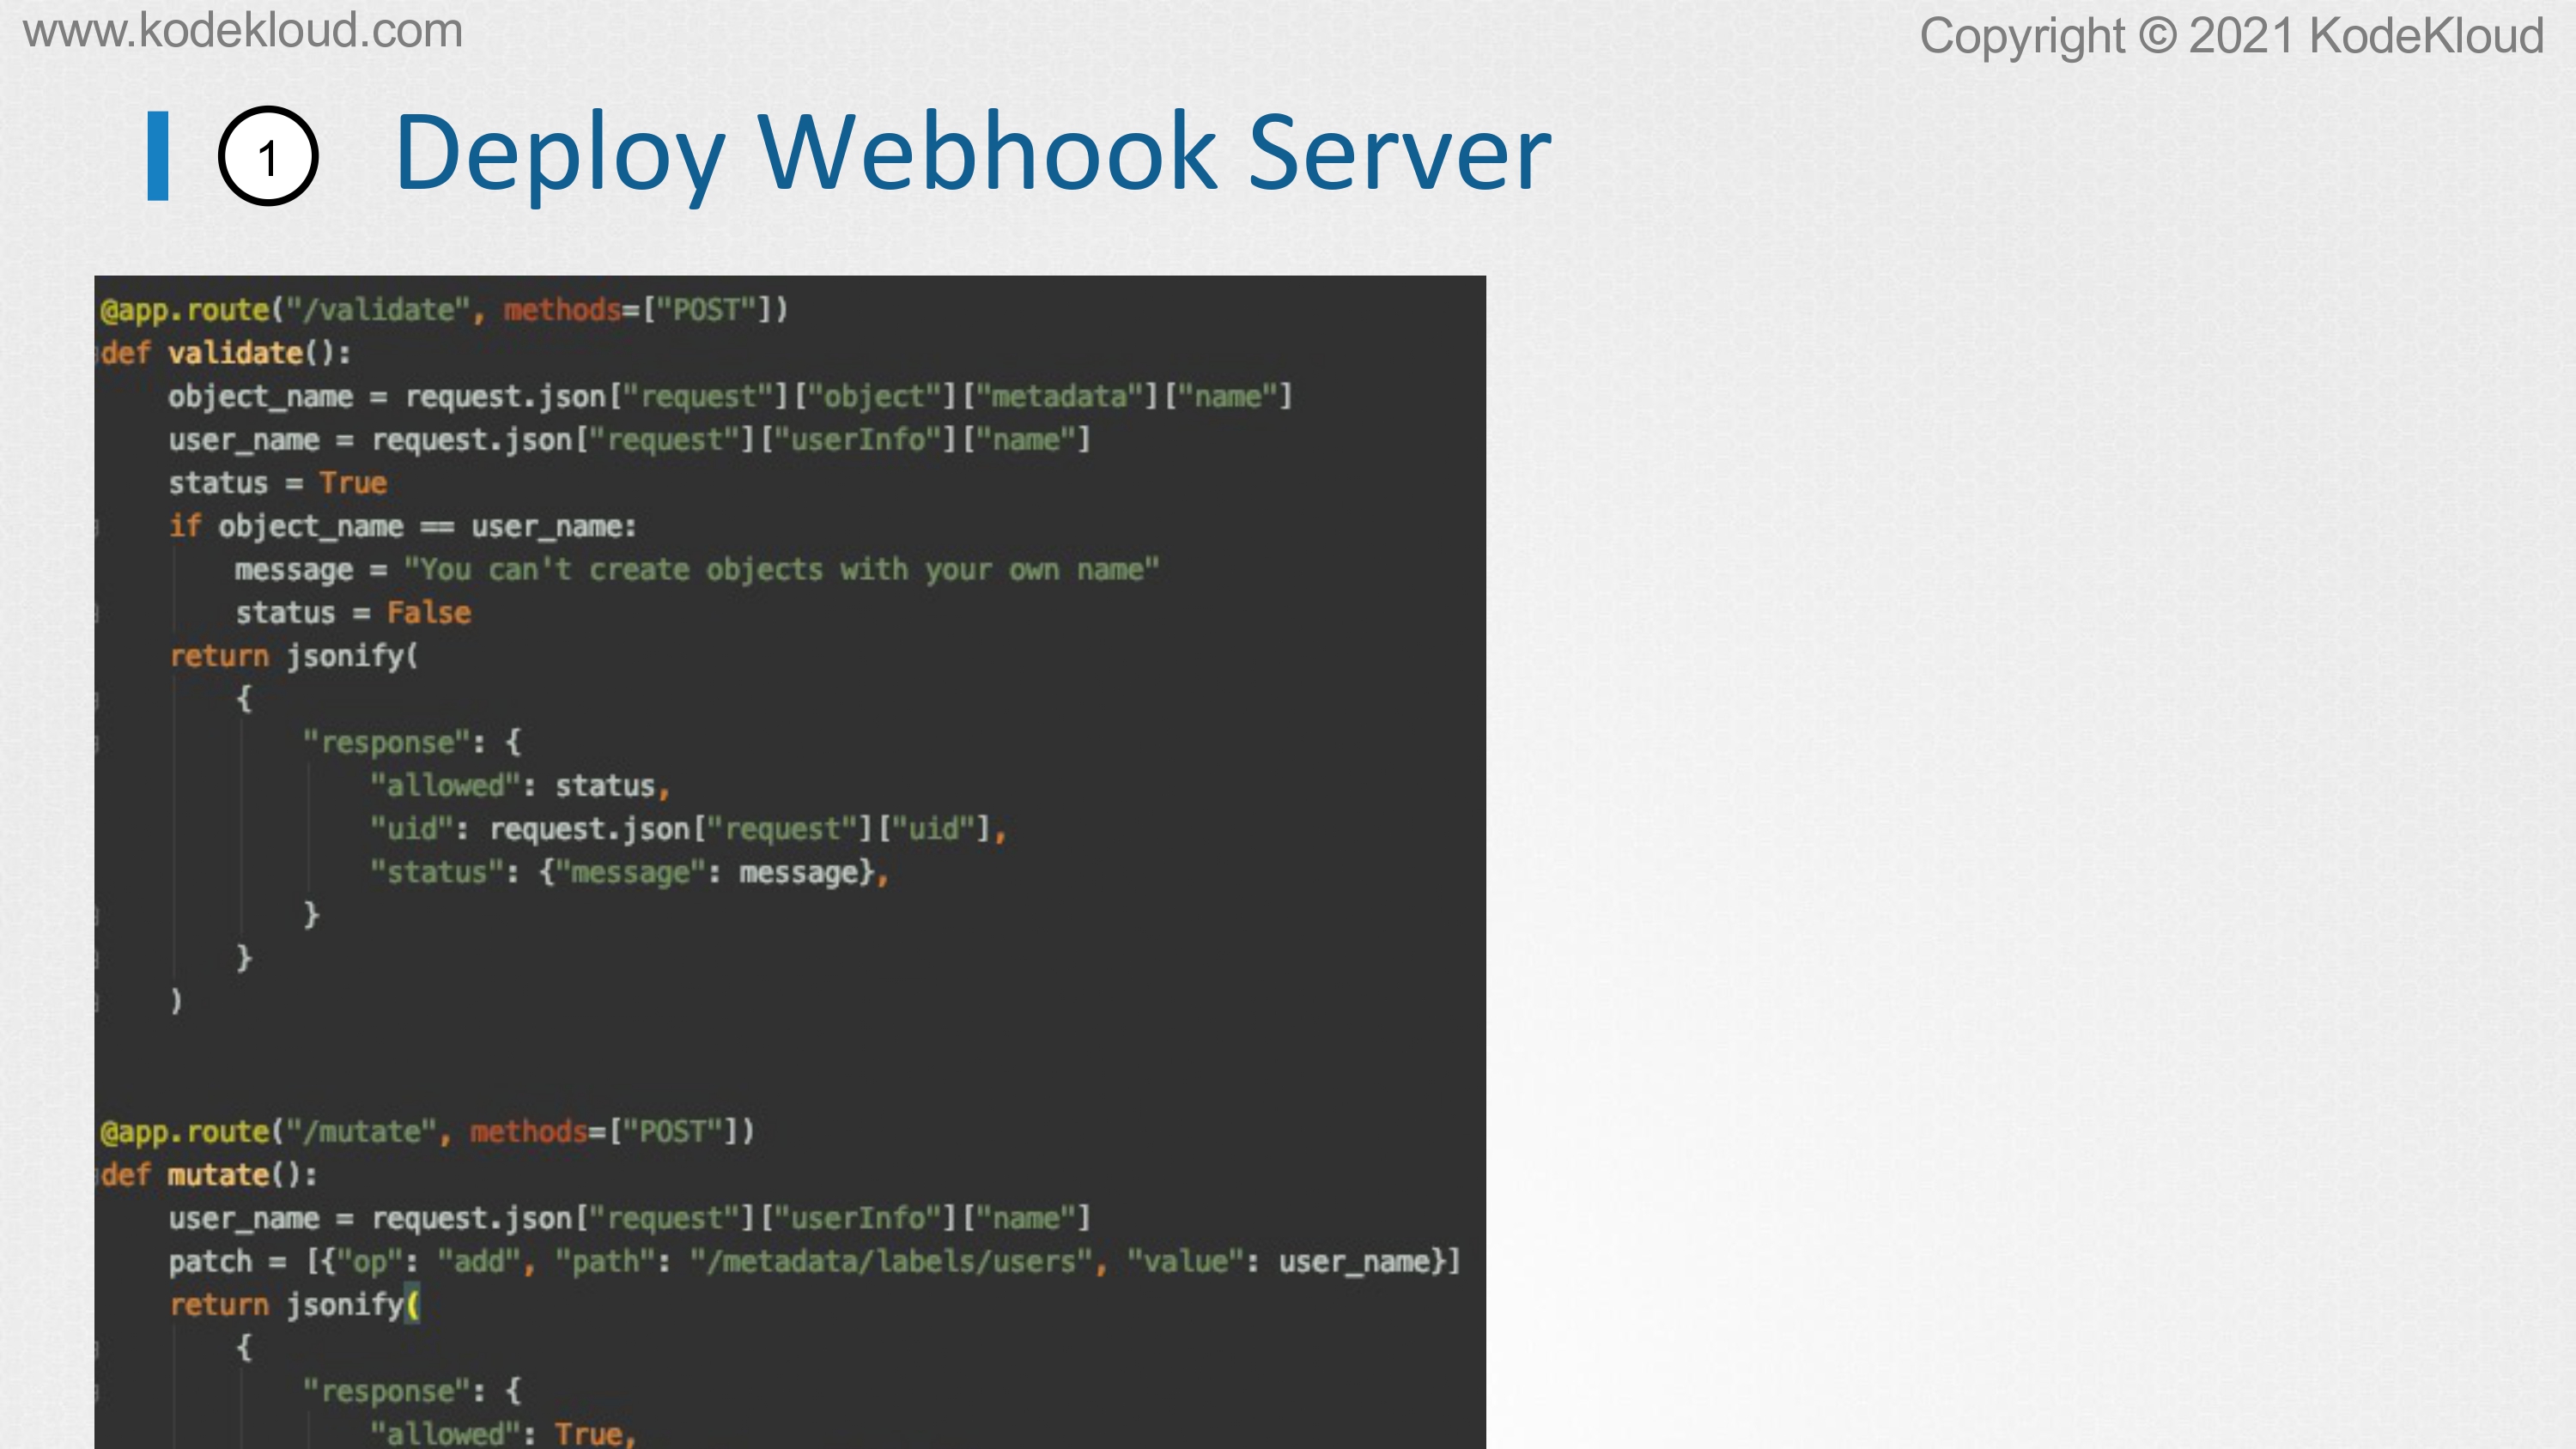 www.kodekloud.com
Copyright © 2021 KodeKloud
1 Deploy Webhook Server
@app.route("/validate", methods=["POST"])
def validate():
    object_name = request.json["request"]["object"]["metadata"]["name"]
    user_name = request.json["request"]["userInfo"]["name"]
    status = True
    if object_name == user_name:
        message = "You can't create objects with your own name"
        status = False
    return jsonify(
        {
            "response": {
                "allowed": status,
                "uid": request.json["request"]["uid"],
                "status": {"message": message},
            }
        }
    )
@app.route("/mutate", methods=["POST"])
def mutate():
    user_name = request.json["request"]["userInfo"]["name"]
    patch = [{"op": "add", "path": "/metadata/labels/users", "value": user_name}]
    return jsonify(
        {
            "response": {
                "allowed": True,